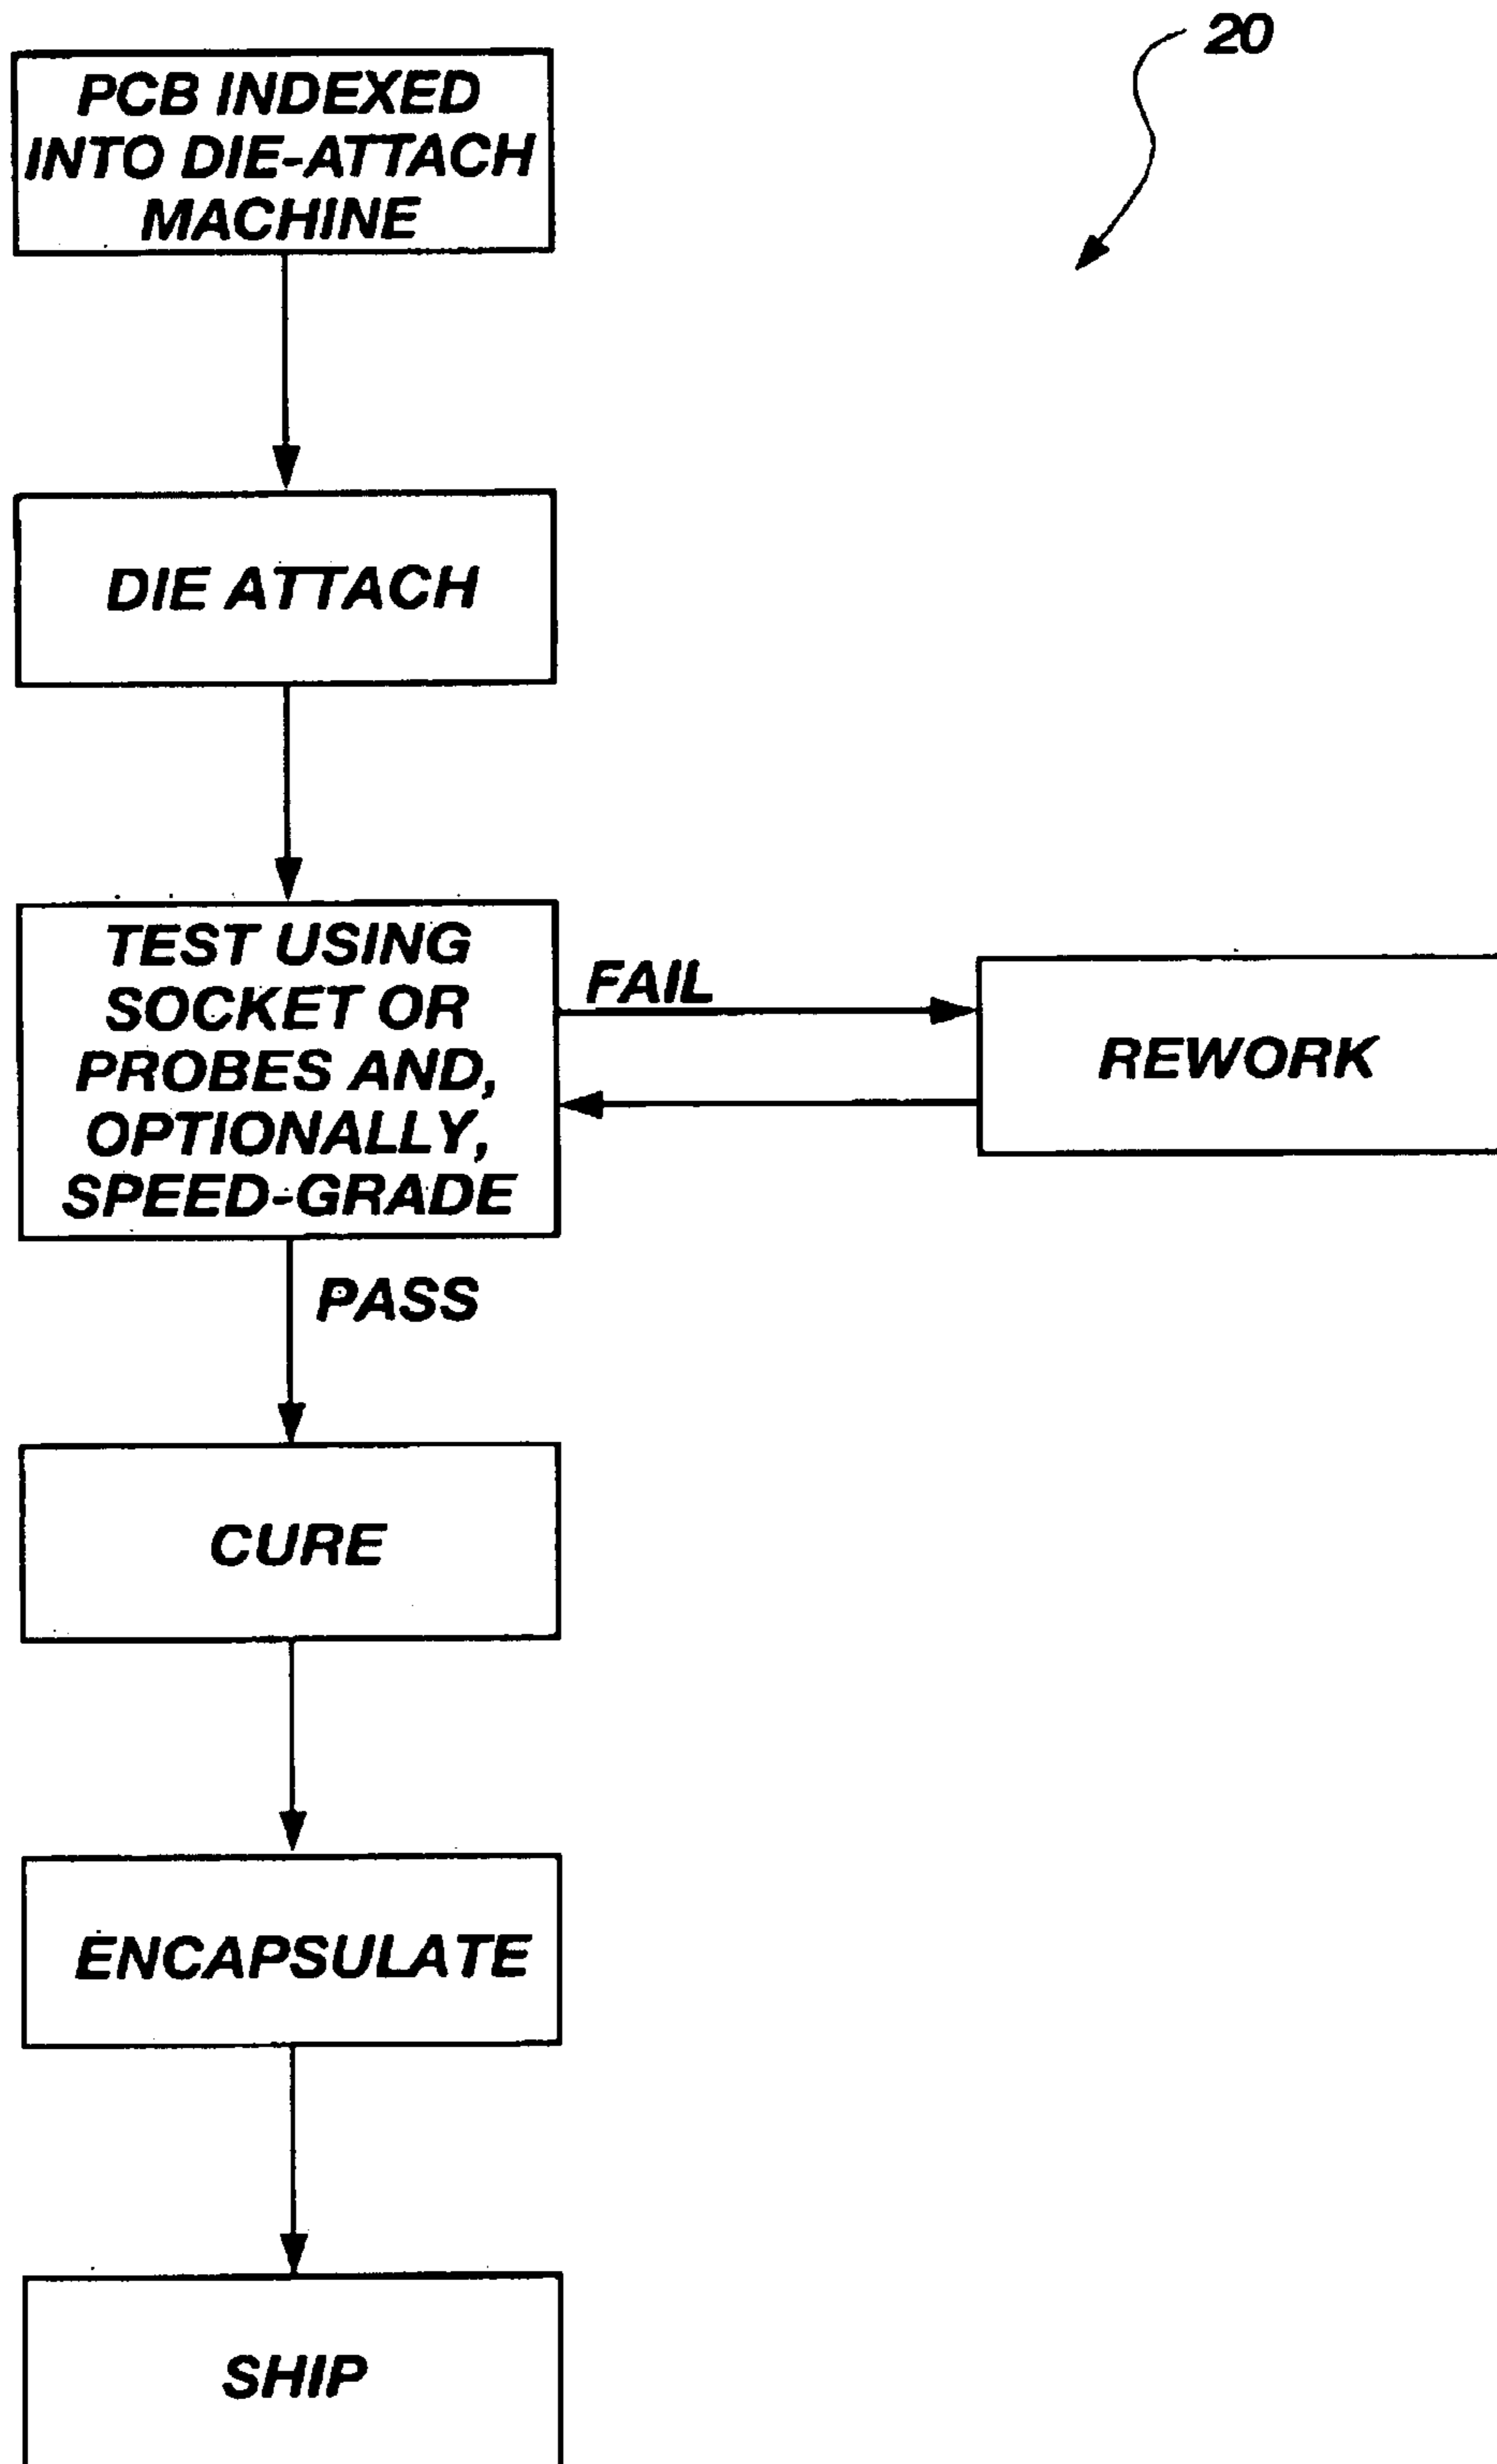 20
PCB INDEXED
INTO DIE-ATTACH
MACHINE
DIE ATTACH
TEST USING
SOCKET OR
PROBES AND,
OPTIONALLY,
SPEED-GRADE
FAIL
REWORK
PASS
CURE
ENCAPSULATE
SHIP